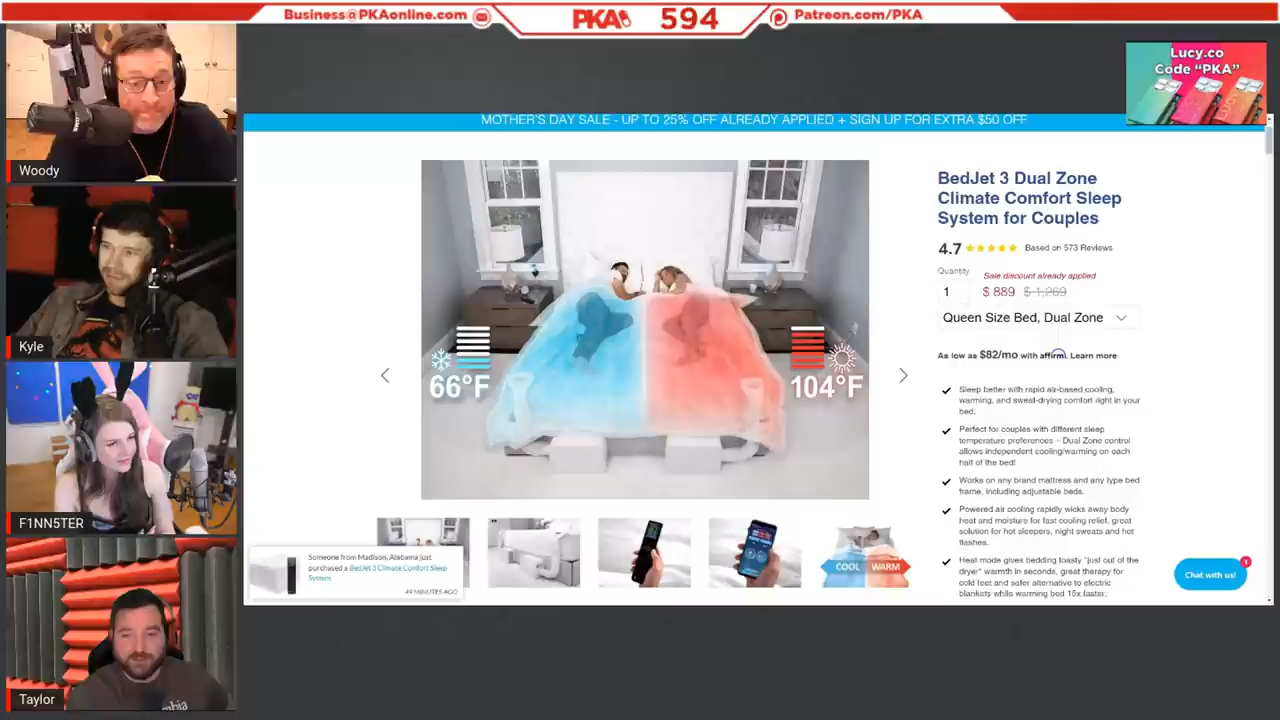 Business@PKAonline.com
PKA
594
Patreon.com/PKA
Lucy.co
Code "PKA"
Woody
Kyle
F1NN5TER
Taylor
MOTHER'S DAY SALE - UP TO 25% OFF ALREADY APPLIED + SIGN UP FOR EXTRA $50 OFF
66°F
104°F
BedJet 3 Dual Zone
Climate Comfort Sleep
System for Couples
4.7
Based on 573 Reviews
Quantity
Sale discount already applied
1
$ 889 $ 1,269
Queen Size Bed, Dual Zone
As low as $82/mo with affirm. Learn more
Sleep better with rapid air-based cooling,
warming, and sweat-drying comfort right in your
bed.
Perfect for couples with different sleep
temperature preferences - Dual Zone control
allows independent cooling/warming on each
half of the bed!
Works on any brand mattress and any type bed
frame, including adjustable beds.
Powered air cooling rapidly wicks away body
heat and moisture for fast cooling relief, great
solution for hot sleepers, night sweats and hot
flashes.
Heat mode gives bedding toasty "just out of the
dryer" warmth in seconds, great therapy for
cold feet and safer alternative to electric
blankets while warming bed 15x faster.
COOL
WARM
Someone from Madison, Alabama just
purchased a BedJet 3 Climate Comfort Sleep
System
49 MINUTES AGO
Chat with us!
1